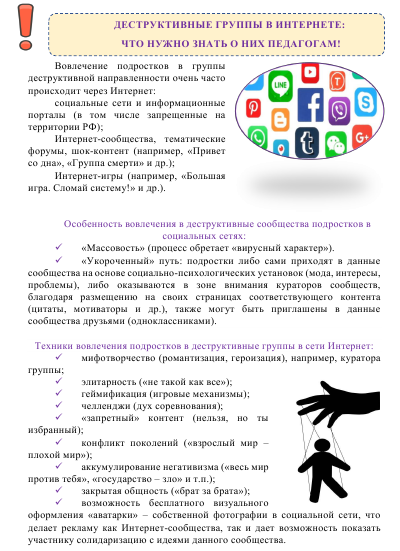 ДЕСТРУКТИВНЫЕ ГРУППЫ В ИНТЕРНЕТЕ:
ЧТО НУЖНО ЗНАТЬ О НИХ ПЕДАГОГАМ!
Вовлечение подростков в группы
деструктивной направленности очень часто
происходит через Интернет:
социальные сети и информационные
порталы (в том числе запрещенные на
территории РФ);
Интернет-сообщества, тематические
форумы, шок-контент (например, «Привет
со дна», «Группа смерти» и др.);
Интернет-игры (например, «Большая
игра. Сломай систему!» и др.).
LINE
Особенность вовлечения в деструктивные сообщества подростков в
социальных сетях:
✓ «Массовость» (процесс обретает «вирусный характер»).
✓ «Укороченный» путь: подростки либо сами приходят в данные
сообщества на основе социально-психологических установок (мода, интересы,
проблемы), либо оказываются в зоне внимания кураторов сообществ,
благодаря размещению на своих страницах соответствующего контента
(цитаты, мотиваторы и др.), также могут быть приглашены в данные
сообщества друзьями (одноклассниками).
Техники вовлечения подростков в деструктивные группы в сети Интернет:
✓ мифотворчество (романтизация, героизация), например, куратора
группы;
✓ элитарность («не такой как все»);
✓ геймификация (игровые механизмы);
✓ челленджи (дух соревнования);
✓ «запретный» контент (нельзя, но ты
избранный);
✓ конфликт поколений («взрослый мир –
плохой мир»);
✓ аккумулирование негативизма («весь мир
против тебя», «государство – зло» и т.п.);
✓ закрытая общность («брат за брата»);
✓ возможность бесплатного визуального
оформления «аватарки» – собственной фотографии в социальной сети, что
делает рекламу как Интернет-сообщества, так и дает возможность показать
участнику солидаризацию с идеями данного сообщества.